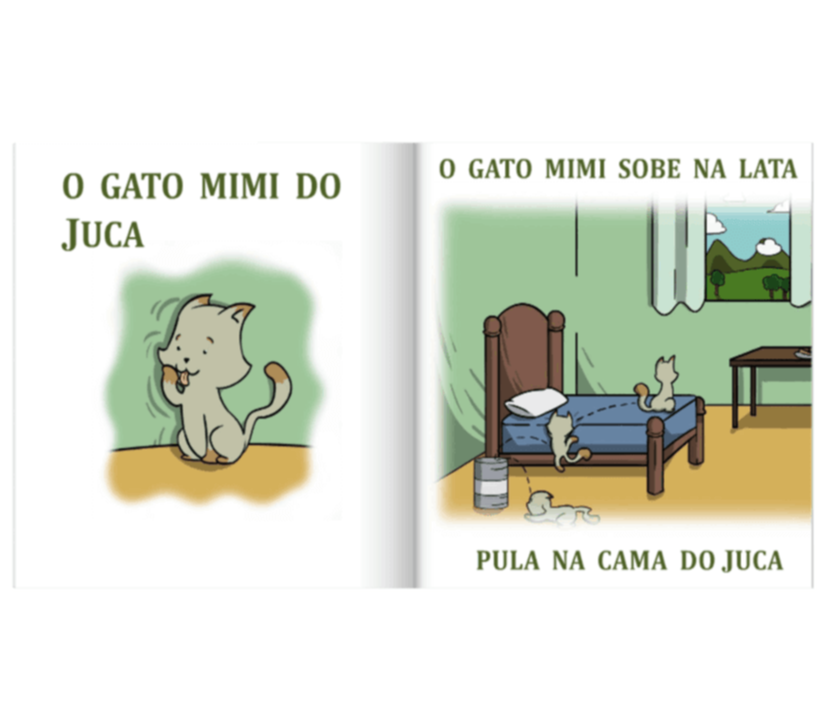 O GATO MIMI DO
JUCA
O GATO MIMI SOBE NA LATA
PULA NA CAMA DO JUCA